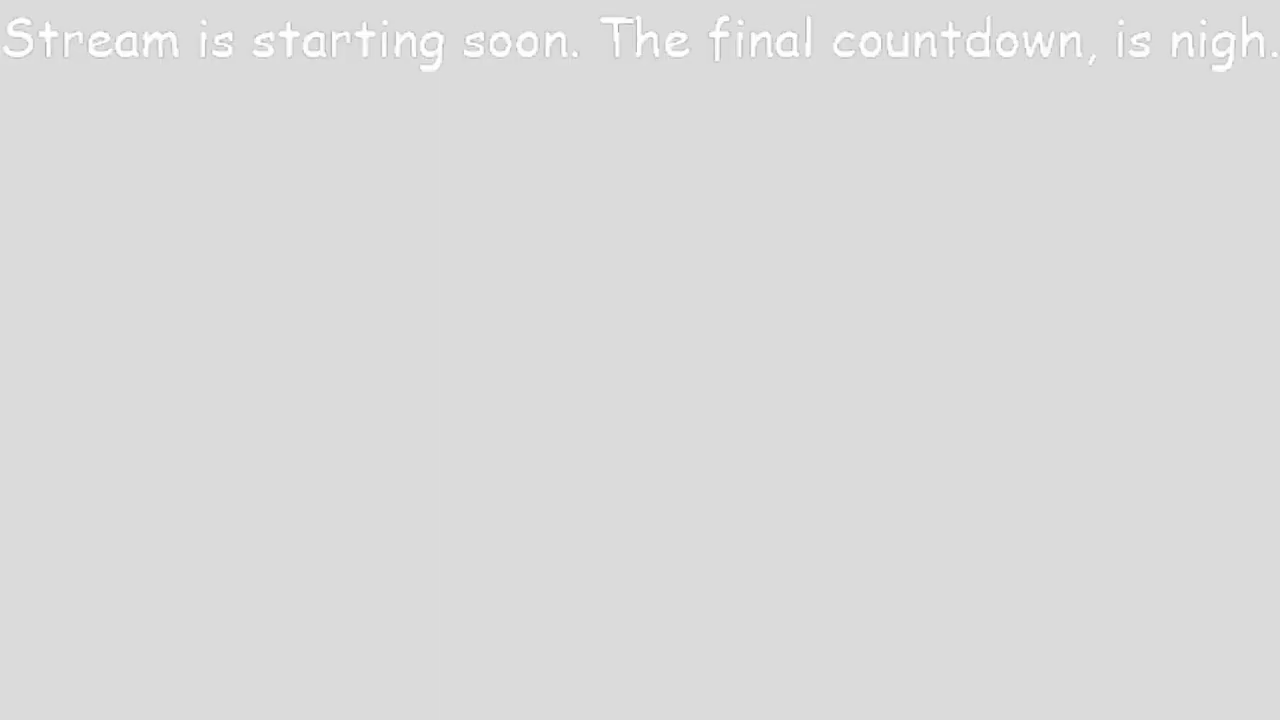 Stream is starting soon. The final countdown, is nigh.